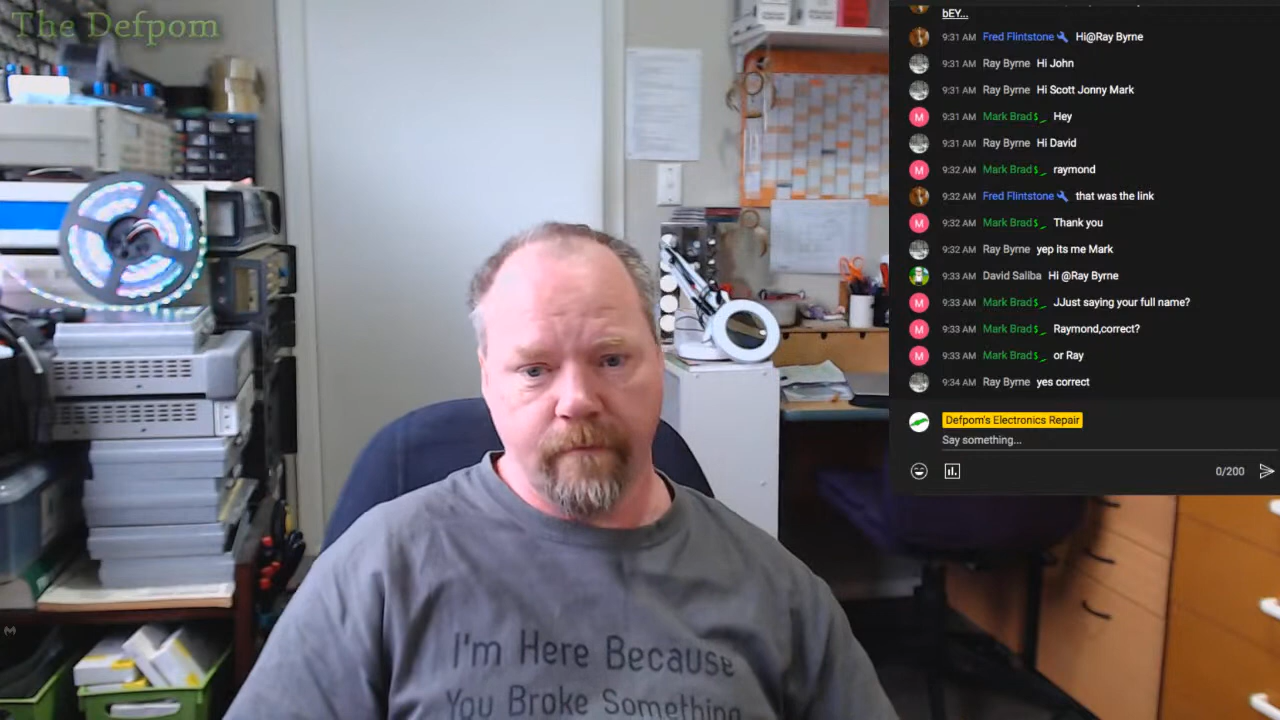 The Defpom
bEY...
9:31 AM Fred Flintstone Hi@Ray Byrne
9:31 AM Ray Byrne Hi John
9:31 AM Ray Byrne Hi Scott Jonny Mark
M 9:31 AM Mark Brad$ Hey
9:31 AM Ray Byrne Hi David
M 9:32 AM Mark Brad$ raymond
9:32 AM Fred Flintstone that was the link
M 9:32 AM Mark Brad$ Thank you
9:32 AM Ray Byrne yep its me Mark
9:33 AM David Saliba Hi @Ray Byrne
M 9:33 AM Mark Brad$ JJust saying your full name?
M 9:33 AM Mark Brad$ Raymond,correct?
M 9:33 AM Mark Brad$ or Ray
9:34 AM Ray Byrne yes correct
Defpom's Electronics Repair
Say something...
0/200
I'm Here Because
You Broke Something